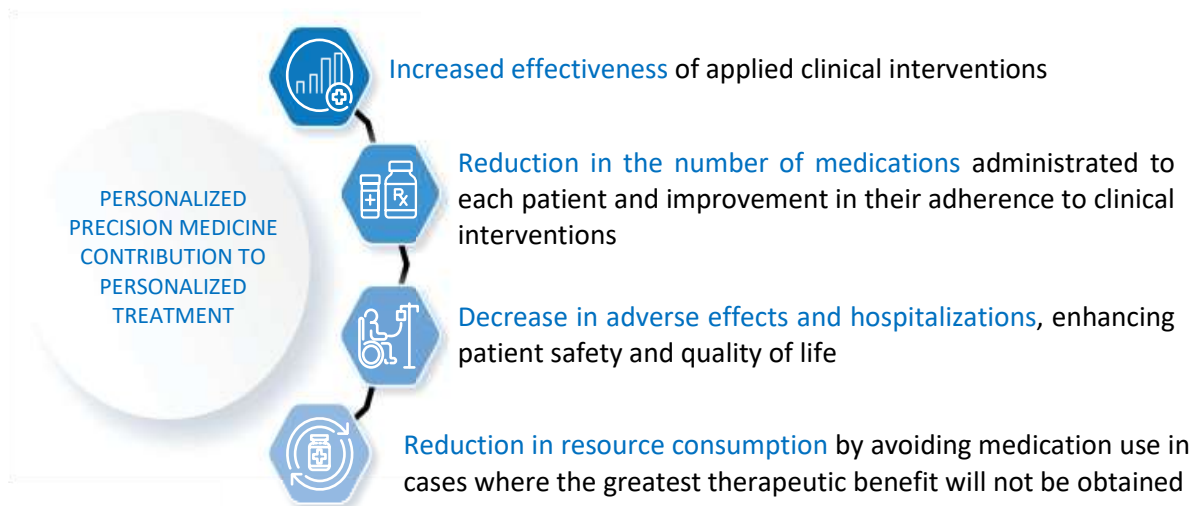 PERSONALIZED
PRECISION MEDICINE
CONTRIBUTION TO
PERSONALIZED
TREATMENT
Increased effectiveness of applied clinical interventions
Reduction in the number of medications administrated to
each patient and improvement in their adherence to clinical
interventions
Rx
Decrease in adverse effects and hospitalizations, enhancing
patient safety and quality of life
Reduction in resource consumption by avoiding medication use in
cases where the greatest therapeutic benefit will not be obtained